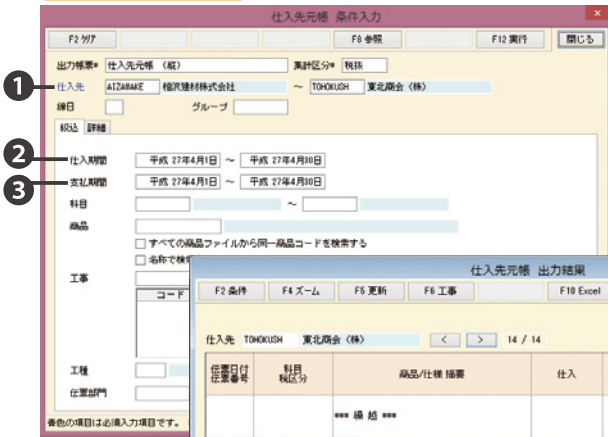 仕入先元帳 条件入力
F2 クリア F8 参照 F12 実行 閉じる
出力帳票* 仕入先元帳 (縦) 集計区分* 税抜
❶ 仕入先 AIZAWAKE 相沢建材株式会社 ~ TOHOKUSH 東北商会 (株)
締日 グループ
絞込 詳細
❷ 仕入期間 平成 27年4月1日 ~ 平成 27年4月30日
❸ 支払期間 平成 27年4月1日 ~ 平成 27年4月30日
科目 ~
商品
すべての商品ファイルから同一商品コードを検索する
名称で検
工事
コード
工種
伝票部門
青色の項目は必須入力項目です。
仕入先元帳 出力結果
F2 条件 F4 ズーム F5 更新 F6 工事 F10 Excel
仕入先 TOHOKUSH 東北商会 (株) < > 14 / 14
伝票日付 科目 商品/仕様 摘要 仕入
伝票番号 税区分
*** 繰 越 ***